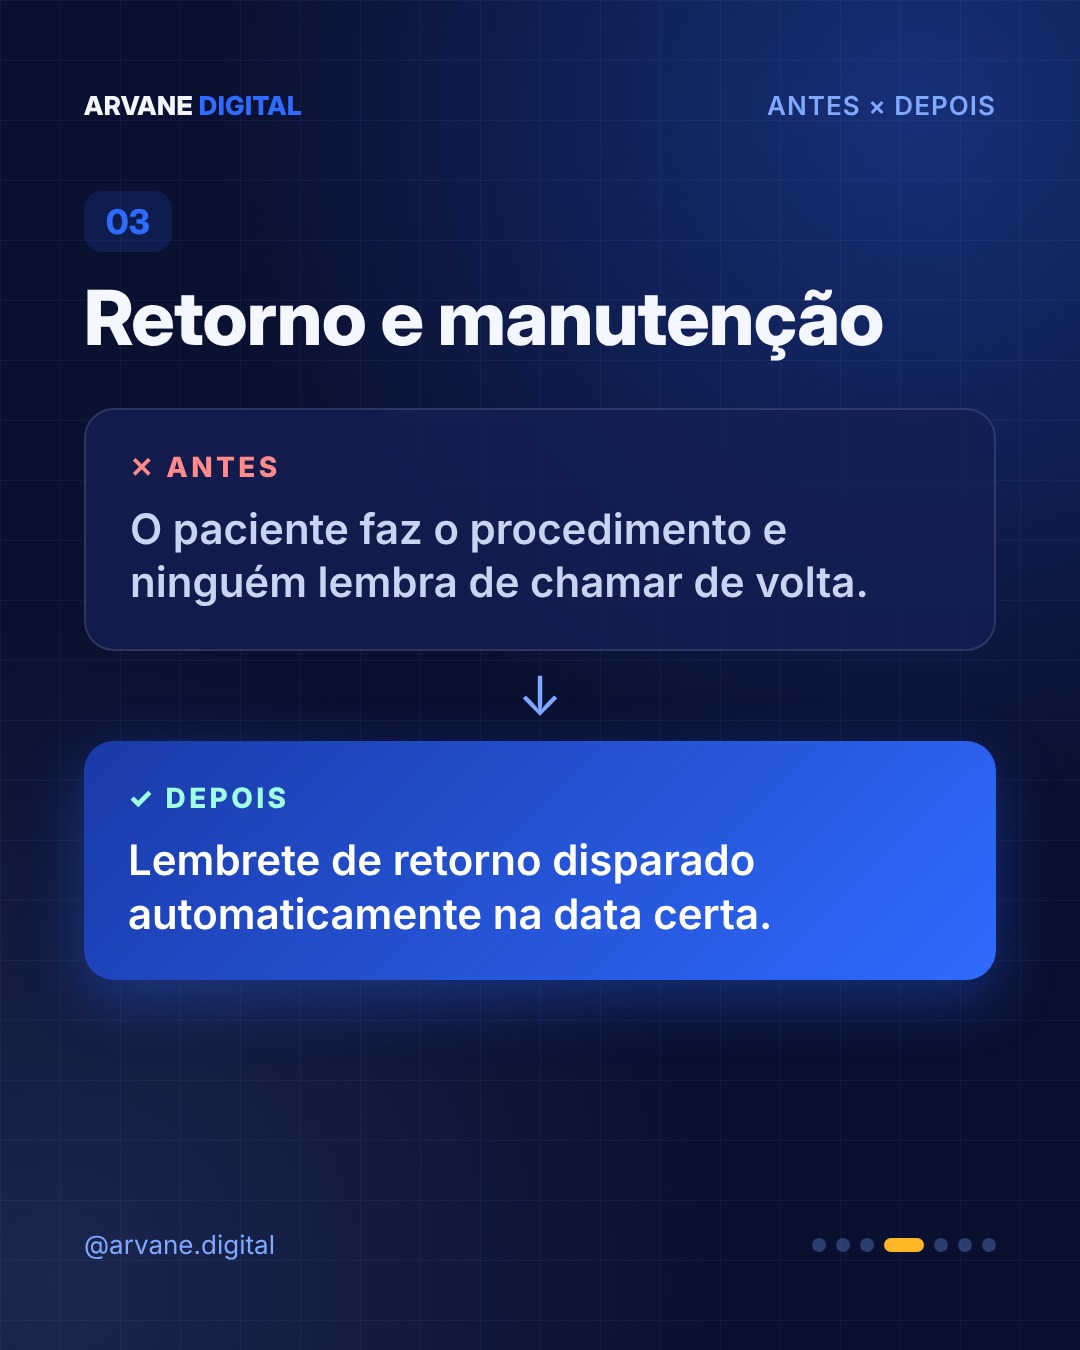 ARVANE DIGITAL
ANTES × DEPOIS
03
Retorno e manutenção
✕ ANTES
O paciente faz o procedimento e
ninguém lembra de chamar de volta.
↓
✓ DEPOIS
Lembrete de retorno disparado
automaticamente na data certa.
@arvane.digital